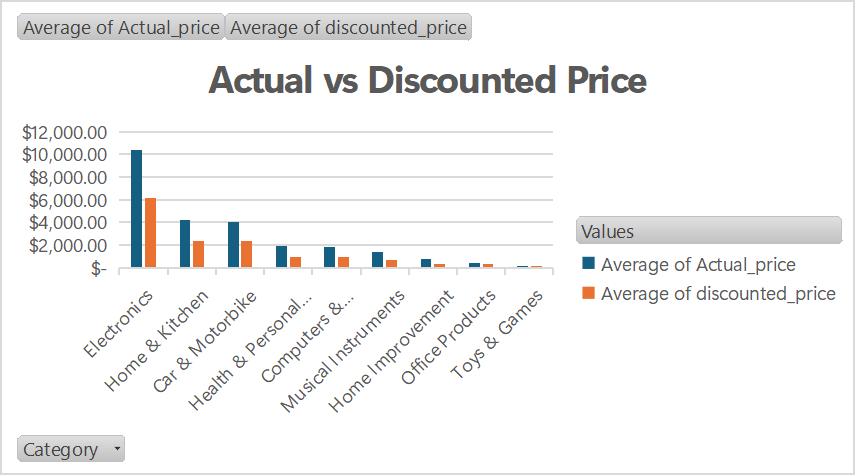 Average of Actual_price Average of discounted_price
Actual vs Discounted Price
$12,000.00
$10,000.00
$8,000.00
$6,000.00
$4,000.00
$2,000.00
$-
Electronics
Home & Kitchen
Car & Motorbike
Health & Personal...
Computers &...
Musical Instruments
Home Improvement
Office Products
Toys & Games
Values
Average of Actual_price
Average of discounted_price
Category